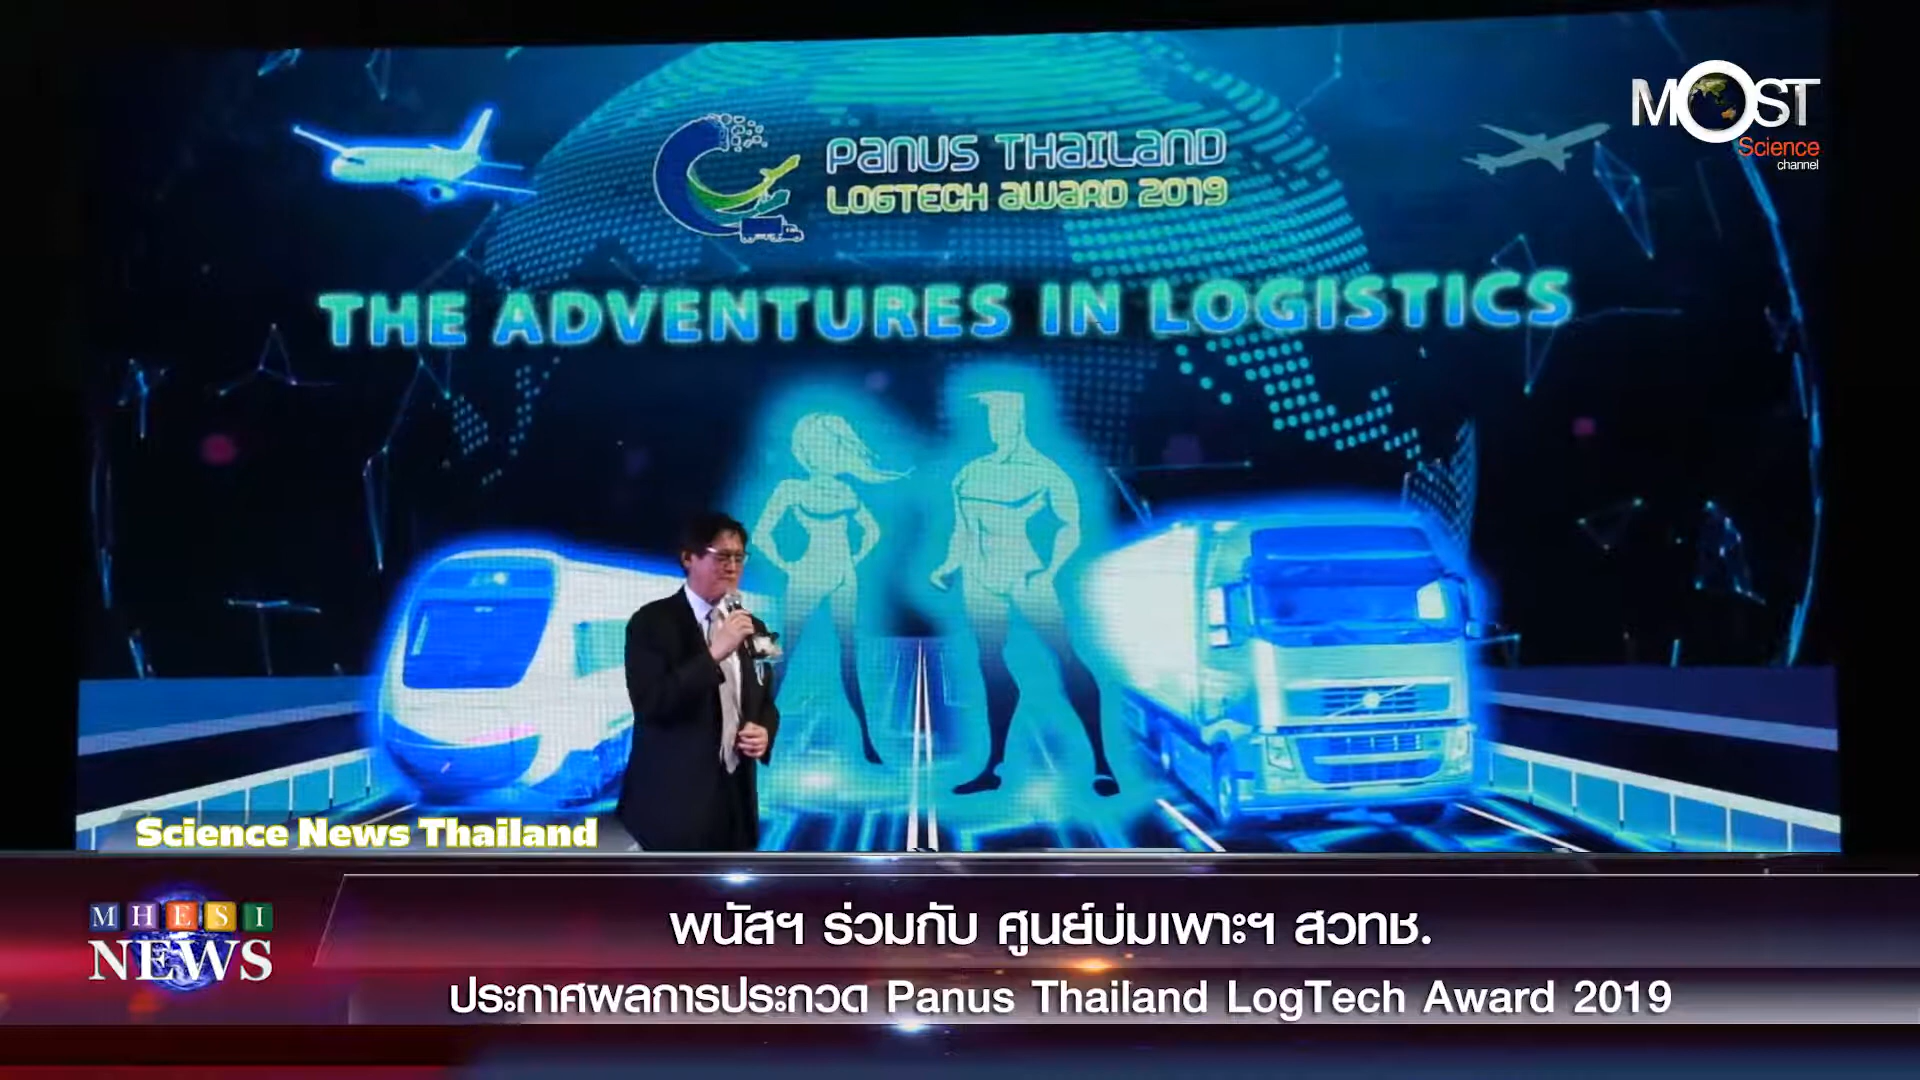 MOST
Science
channel
PANUS THAILAND
LOGTECH AWARD 2019
THE ADVENTURES IN LOGISTICS
Science News Thailand
MHESI
NEWS
พนัสฯ ร่วมกับ ศูนย์บ่มเพาะฯ สวทช.
ประกาศผลการประกวด Panus Thailand LogTech Award 2019